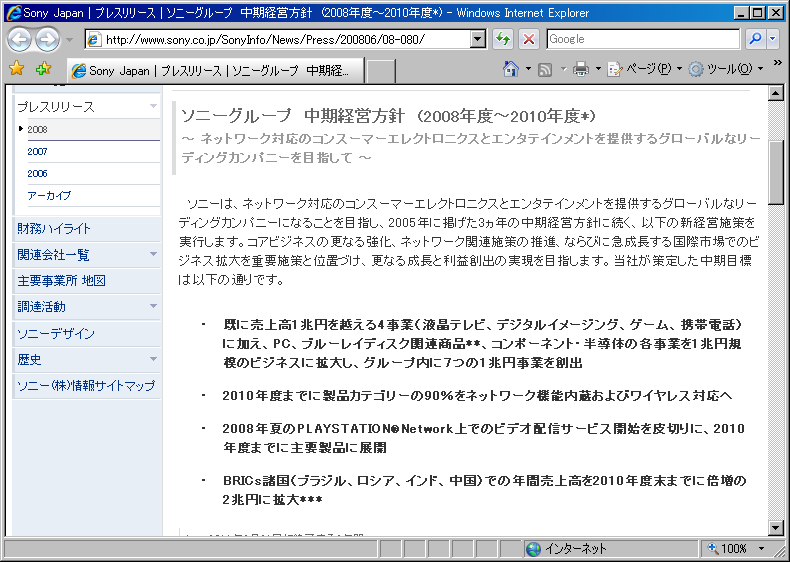 Sony Japan | プレスリリース | ソニーグループ 中期経営方針 (2008年度～2010年度*) - Windows Internet Explorer
http://www.sony.co.jp/SonyInfo/News/Press/200806/08-080/
Google
Sony Japan | プレスリリース | ソニーグループ 中期経...
ページ(P)
ツール(O)
プレスリリース
2008
2007
2006
アーカイブ
財務ハイライト
関連会社一覧
主要事業所 地図
調達活動
ソニーデザイン
歴史
ソニー(株)情報サイトマップ
ソニーグループ 中期経営方針 (2008年度～2010年度*)
～ ネットワーク対応のコンスーマーエレクトロニクスとエンタテインメントを提供するグローバルなリー
ディングカンパニーを目指して ～
ソニーは、ネットワーク対応のコンスーマーエレクトロニクスとエンタテインメントを提供するグローバルなリー
ディングカンパニーになることを目指し、2005年に掲げた3ヵ年の中期経営方針に続く、以下の新経営施策を
実行します。コアビジネスの更なる強化、ネットワーク関連施策の推進、ならびに急成長する国際市場でのビ
ジネス拡大を重要施策と位置づけ、更なる成長と利益創出の実現を目指します。当社が策定した中期目標
は以下の通りです。
・ 既に売上高1兆円を越える4事業(液晶テレビ、デジタルイメージング、ゲーム、携帯電話)
に加え、PC、ブルーレイディスク関連商品**、コンポーネント・半導体の各事業を1兆円規
模のビジネスに拡大し、グループ内に7つの1兆円事業を創出
・ 2010年度までに製品カテゴリーの90%をネットワーク機能内蔵およびワイヤレス対応へ
・ 2008年夏のPLAYSTATION®Network上でのビデオ配信サービス開始を皮切りに、2010
年度までに主要製品に展開
・ BRICs諸国(ブラジル、ロシア、インド、中国)での年間売上高を2010年度末までに倍増の
2兆円に拡大***
インターネット
100%